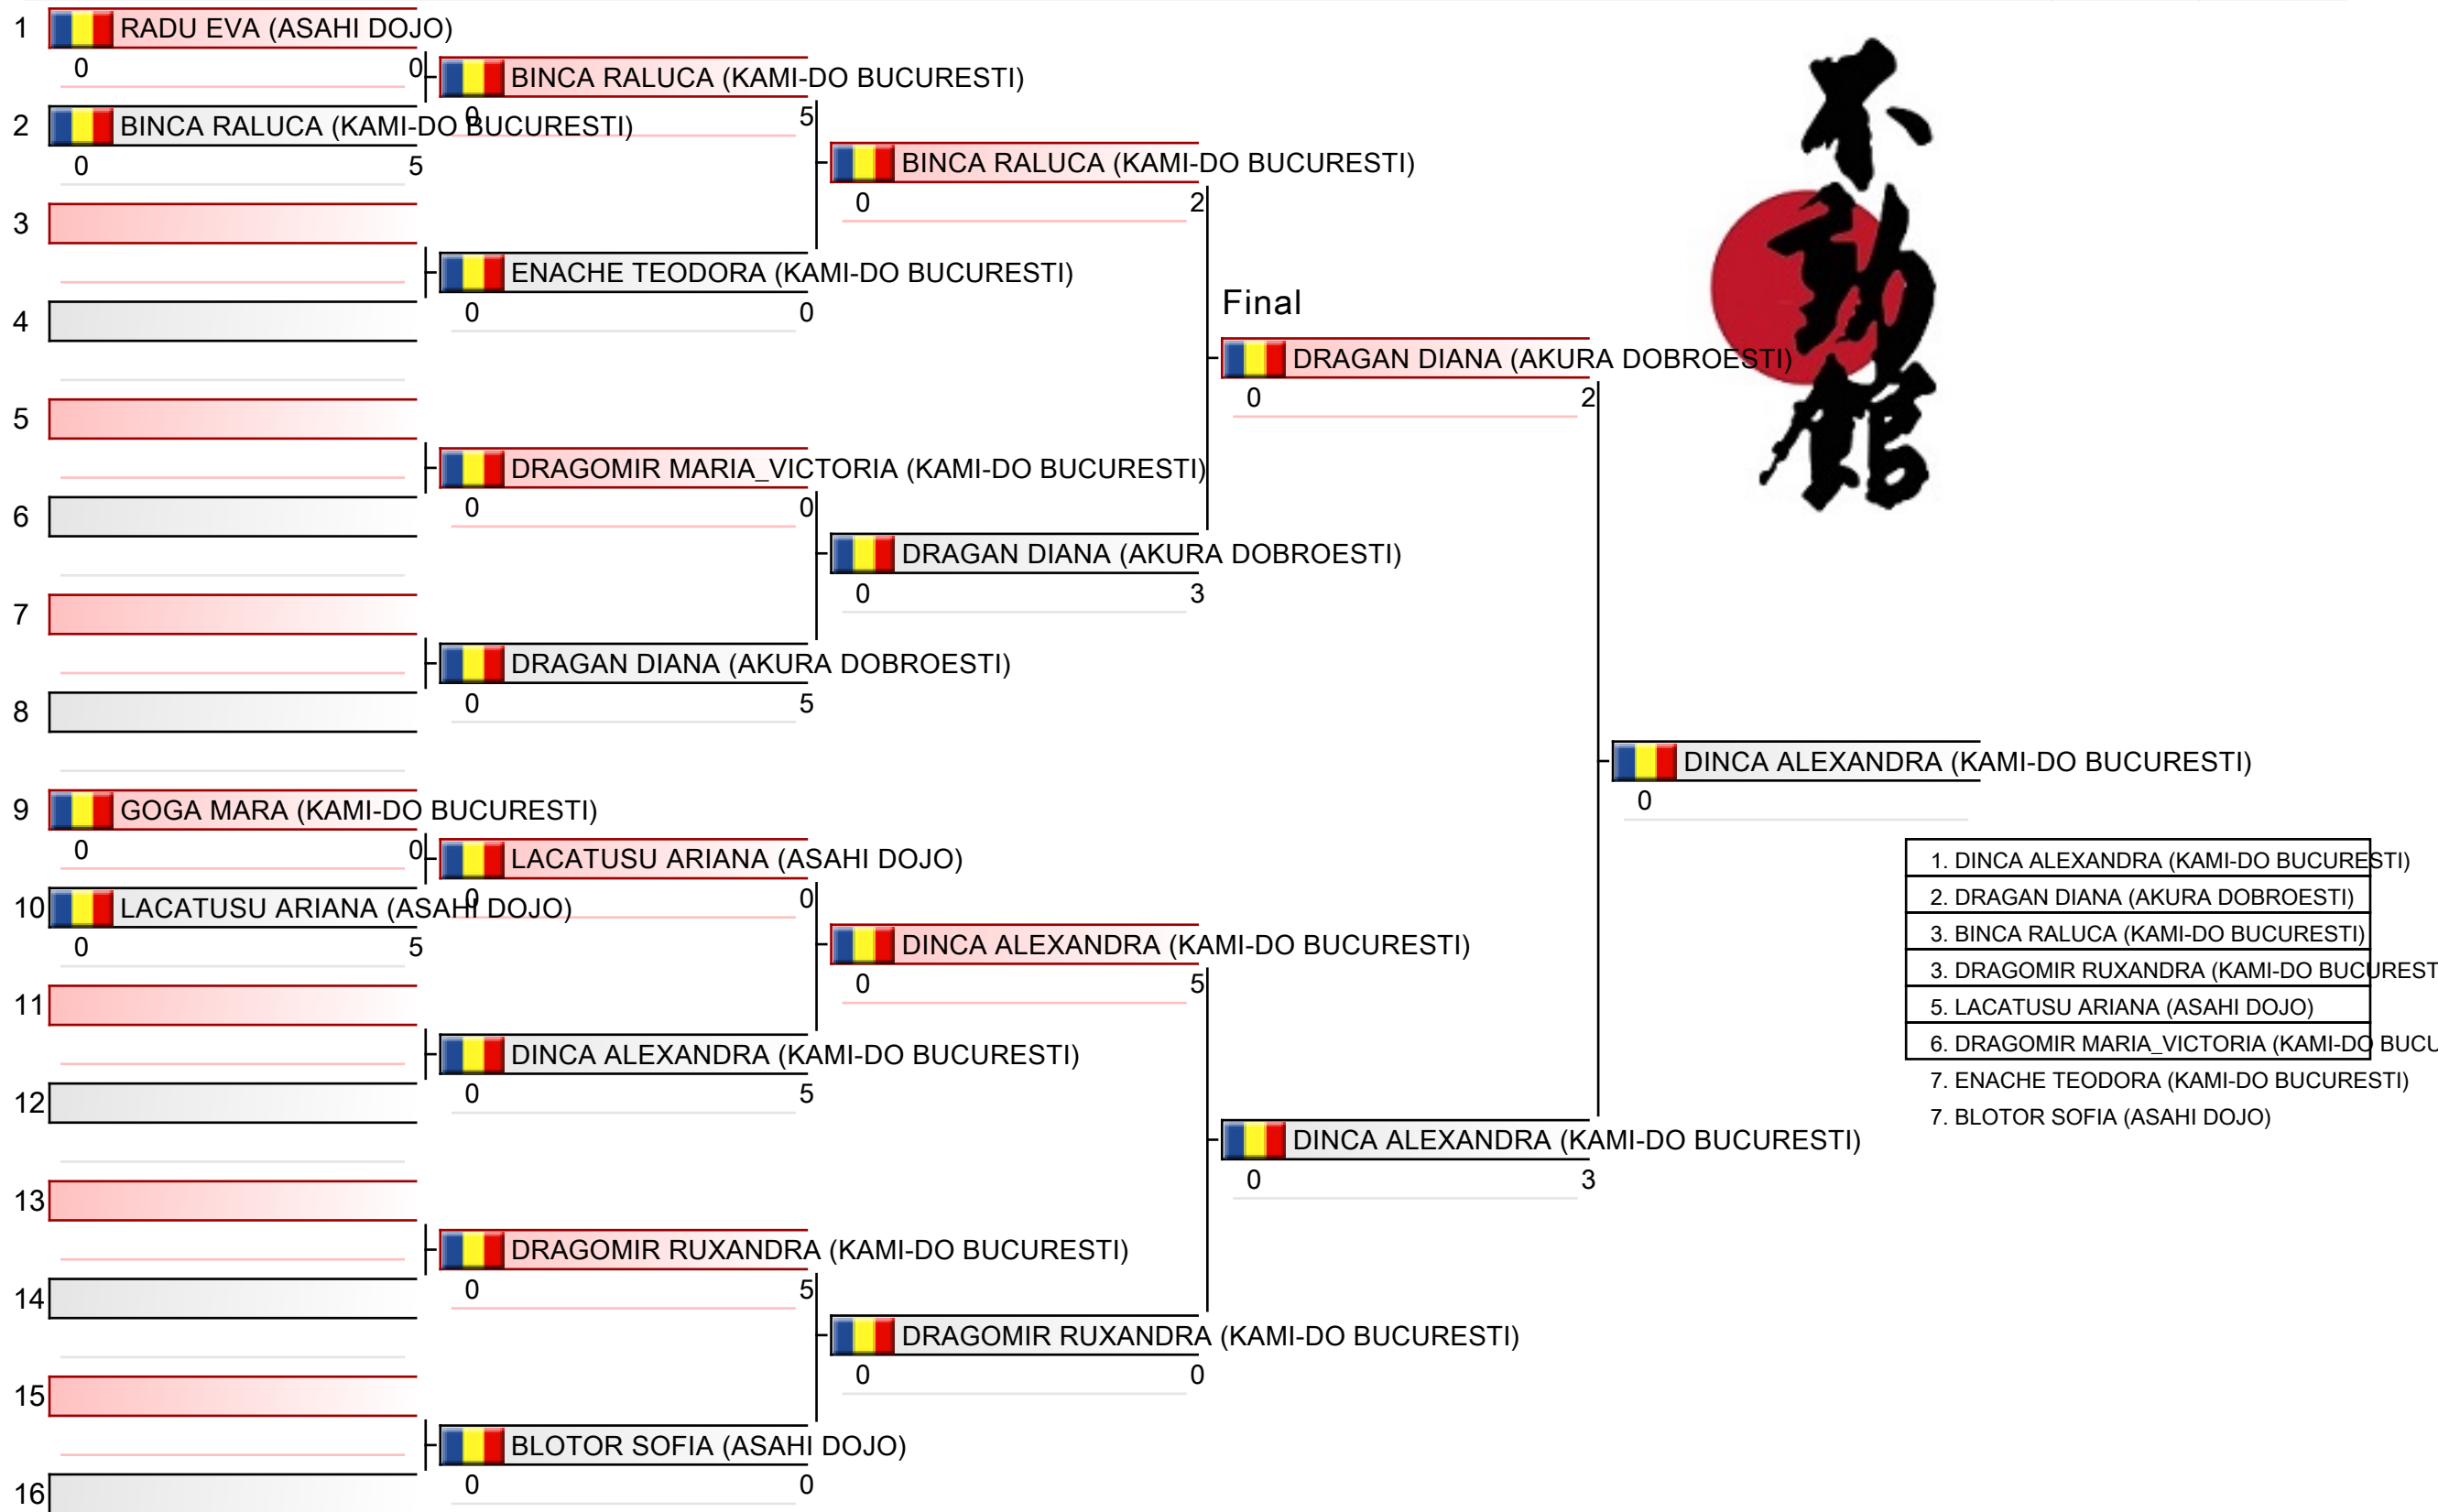 1 RADU EVA (ASAHI DOJO)
0 0
2 BINCA RALUCA (KAMI-DO BUCURESTI)
0 5
3
4
5
6
7
8
9 GOGA MARA (KAMI-DO BUCURESTI)
0 0
10 LACATUSU ARIANA (ASAHI DOJO)
0 5
11
12
13
14
15
16
BINCA RALUCA (KAMI-DO BUCURESTI)
0 5
ENACHE TEODORA (KAMI-DO BUCURESTI)
0 0
DRAGOMIR MARIA_VICTORIA (KAMI-DO BUCURESTI)
0 0
DRAGAN DIANA (AKURA DOBROESTI)
0 5
LACATUSU ARIANA (ASAHI DOJO)
0 0
DINCA ALEXANDRA (KAMI-DO BUCURESTI)
0 5
DRAGOMIR RUXANDRA (KAMI-DO BUCURESTI)
0 5
BLOTOR SOFIA (ASAHI DOJO)
0 0
BINCA RALUCA (KAMI-DO BUCURESTI)
0 2
DRAGAN DIANA (AKURA DOBROESTI)
0 3
DINCA ALEXANDRA (KAMI-DO BUCURESTI)
0 5
DRAGOMIR RUXANDRA (KAMI-DO BUCURESTI)
0 0
Final
DRAGAN DIANA (AKURA DOBROESTI)
0 2
DINCA ALEXANDRA (KAMI-DO BUCURESTI)
0 3
DINCA ALEXANDRA (KAMI-DO BUCURESTI)
0
不動館
1. DINCA ALEXANDRA (KAMI-DO BUCURESTI)
2. DRAGAN DIANA (AKURA DOBROESTI)
3. BINCA RALUCA (KAMI-DO BUCURESTI)
3. DRAGOMIR RUXANDRA (KAMI-DO BUCUREST
5. LACATUSU ARIANA (ASAHI DOJO)
6. DRAGOMIR MARIA_VICTORIA (KAMI-DO BUCU
7. ENACHE TEODORA (KAMI-DO BUCURESTI)
7. BLOTOR SOFIA (ASAHI DOJO)